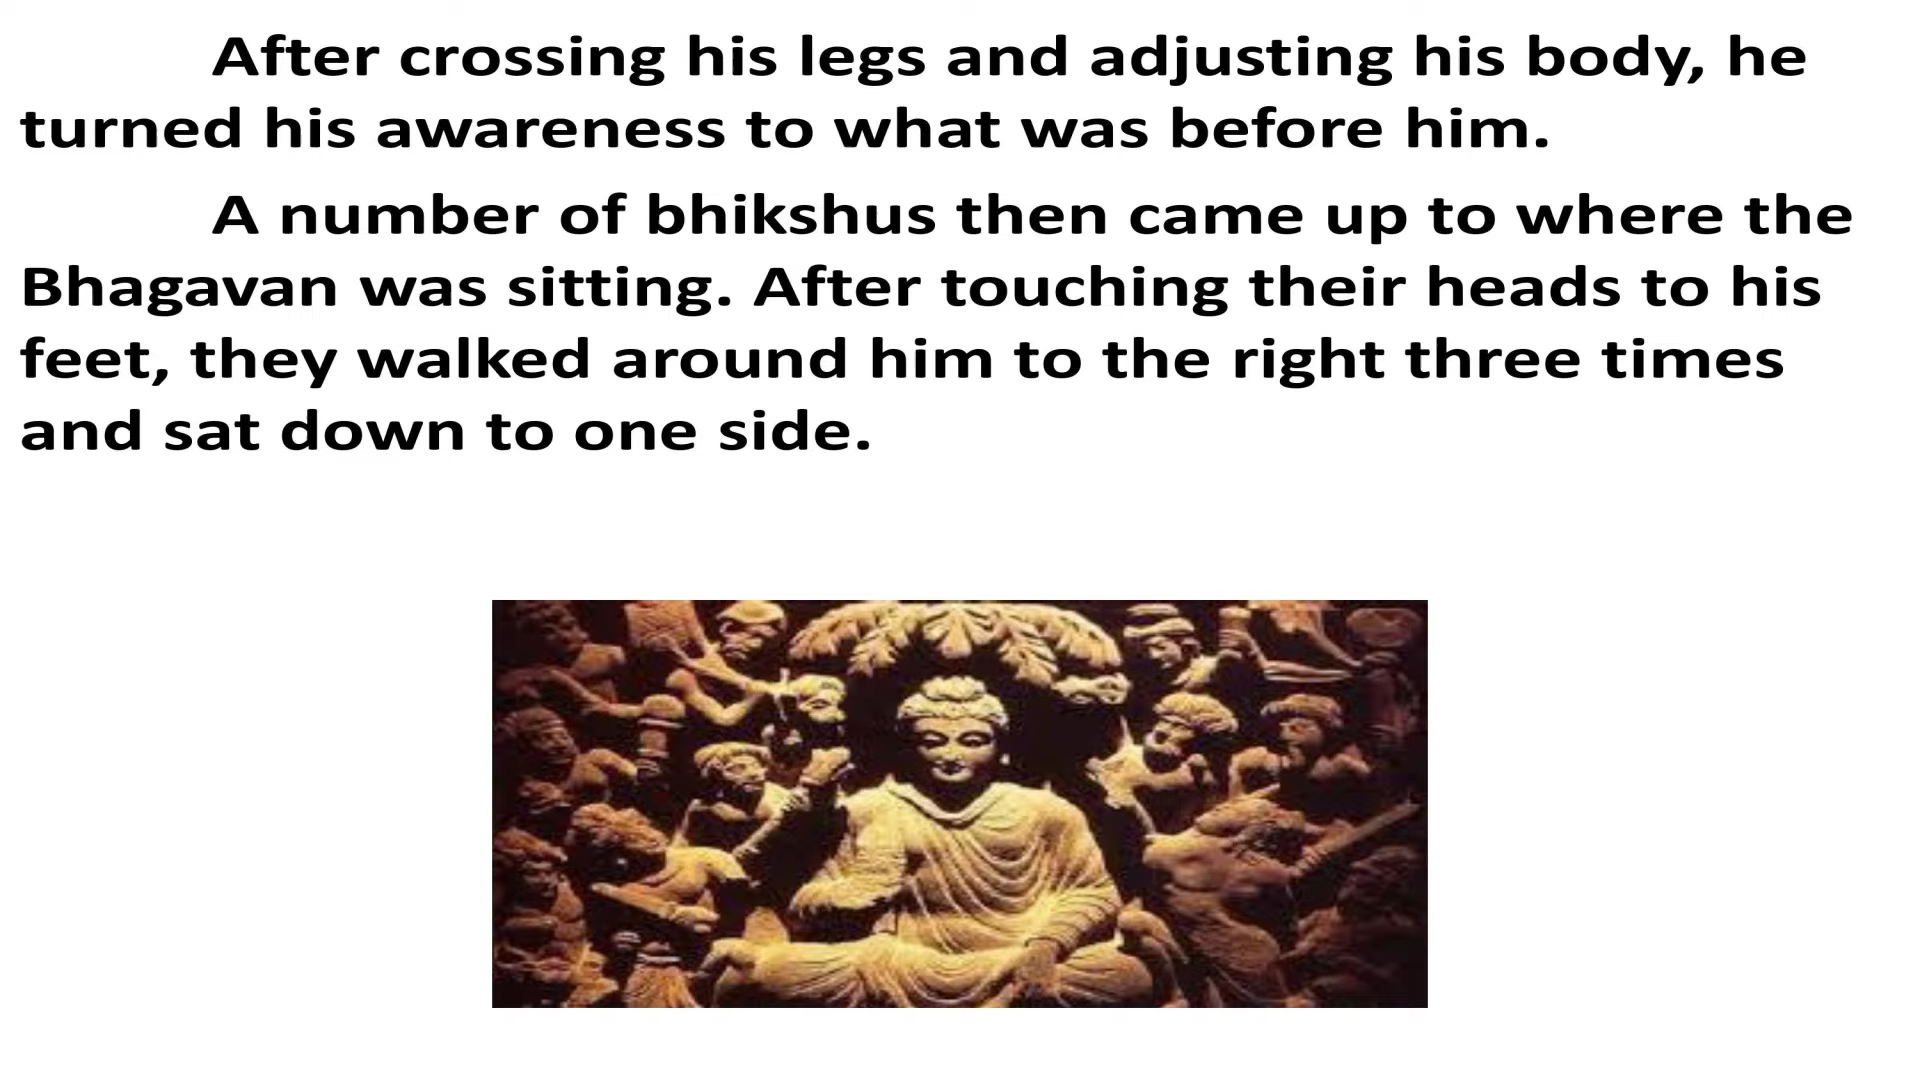 After crossing his legs and adjusting his body, he
turned his awareness to what was before him.
A number of bhikshus then came up to where the
Bhagavan was sitting. After touching their heads to his
feet, they walked around him to the right three times
and sat down to one side.